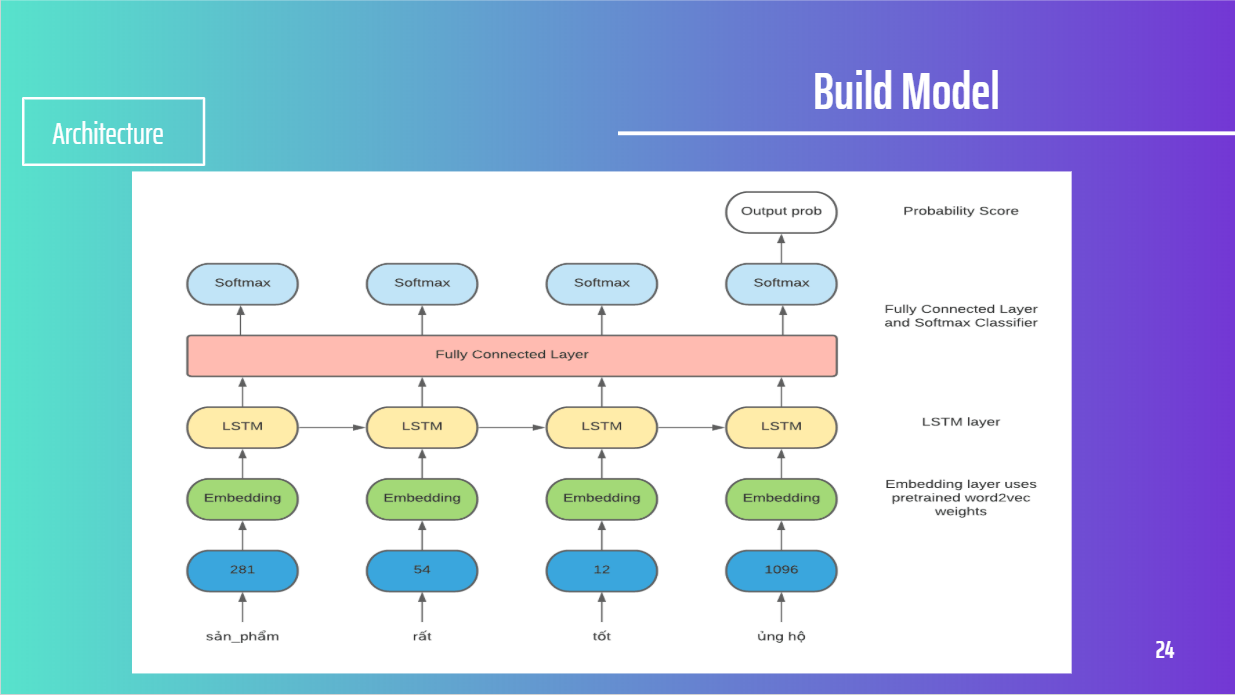 Build Model
Architecture
Output prob
Probability Score
Softmax
Softmax
Softmax
Softmax
Fully Connected Layer
and Softmax Classifier
Fully Connected Layer
LSTM
LSTM
LSTM
LSTM
LSTM layer
Embedding
Embedding
Embedding
Embedding
Embedding layer uses
pretrained word2vec
weights
281
54
12
1096
sản_phẩm
rất
tốt
ủng hộ
24